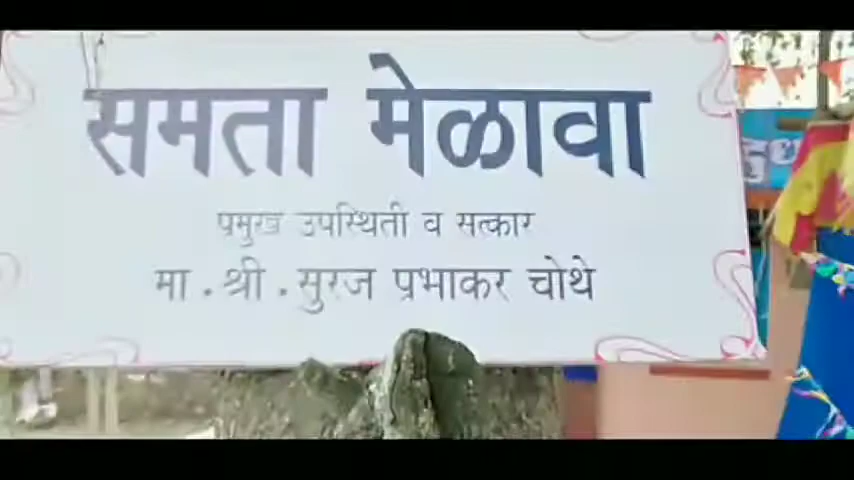 समता मेळावा
प्रमुख उपस्थिती व सत्कार
मा . श्री . सुरज प्रभाकर चोथे